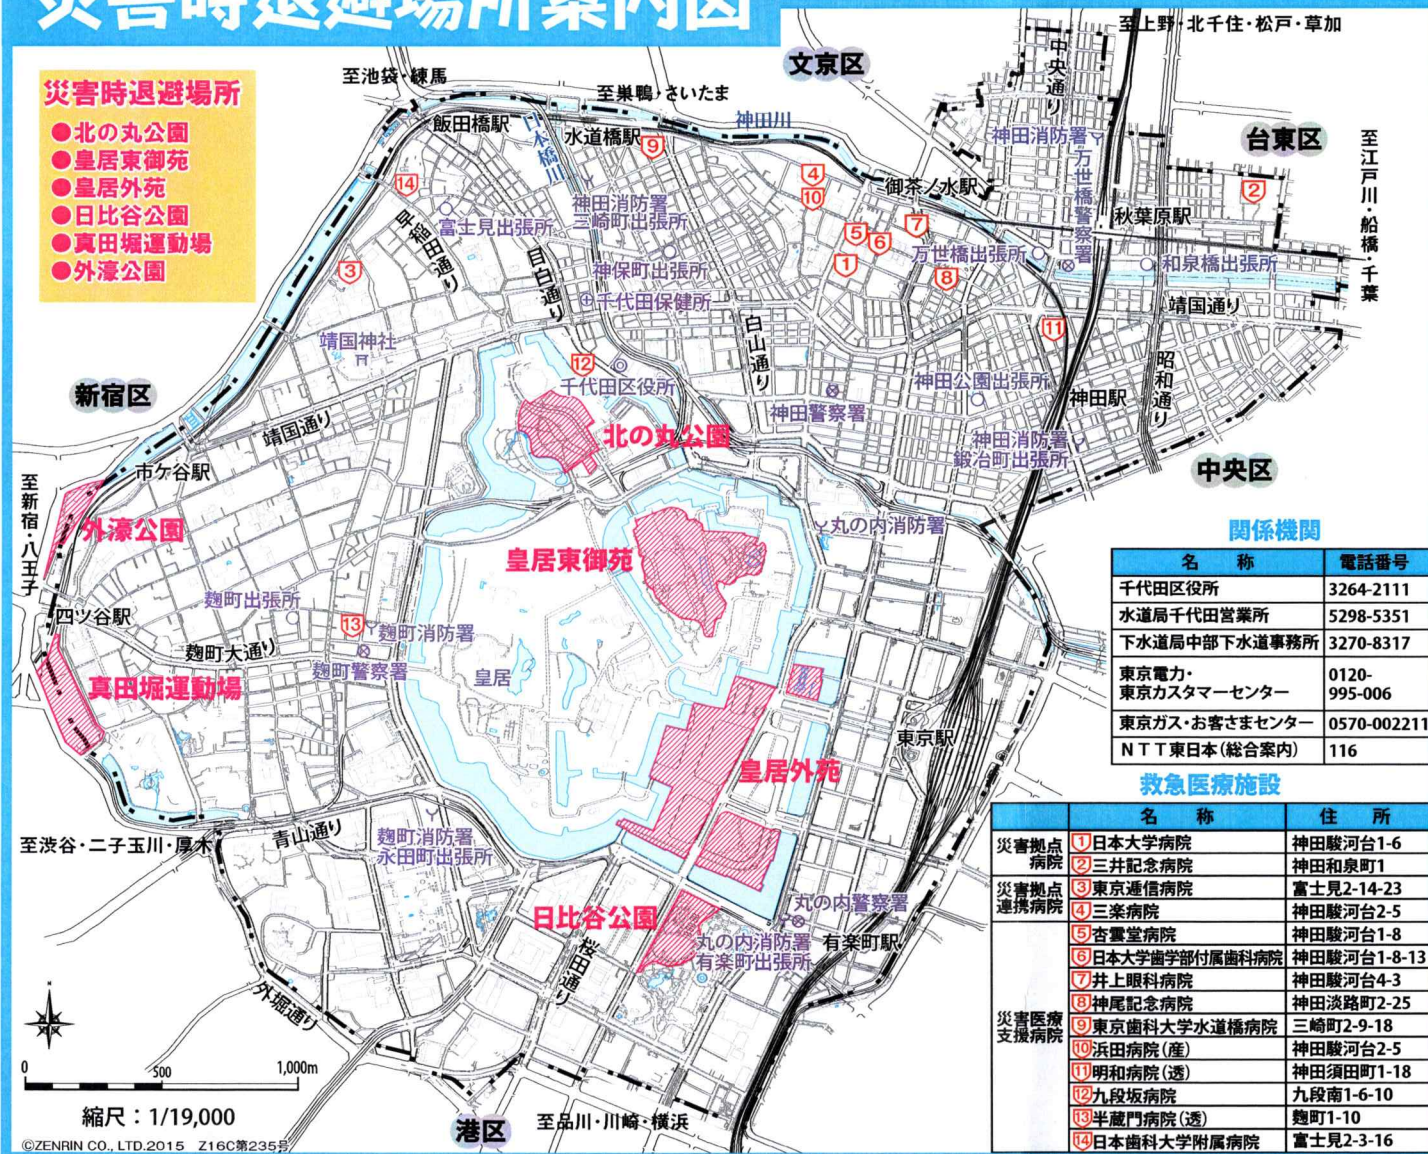 災害時退避場所案内図
災害時退避場所
●北の丸公園
●皇居東御苑
●皇居外苑
●日比谷公園
●真田堀運動場
●外濠公園
至池袋・練馬
至巣鴨・さいたま
文京区
至上野・北千住・松戸・草加
中央通り
台東区
至江戸川・船橋・千葉
飯田橋駅
日本橋川
水道橋駅
9
神田川
神田消防署
万世橋警察署
14
4
10
御茶ノ水駅
2
秋葉原駅
早稲田通り
富士見出張所
神田消防署
三崎町出張所
目白通り
5
6
7
1
万世橋出張所
8
和泉橋出張所
3
神保町出張所
千代田保健所
靖国通り
白山通り
11
昭和通り
靖国神社
12
千代田区役所
神田公園出張所
神田駅
新宿区
靖国通り
神田警察署
神田消防署
鍛冶町出張所
北の丸公園
中央区
市ケ谷駅
至新宿・八王子
外濠公園
丸の内消防署
皇居東御苑
麹町出張所
四ツ谷駅
13
麹町消防署
麹町大通り
麹町警察署
真田堀運動場
皇居
東京駅
皇居外苑
至渋谷・二子玉川・厚木
青山通り
麹町消防署
永田町出張所
日比谷公園
丸の内警察署
丸の内消防署
有楽町出張所
有楽町駅
桜田通り
外堀通り
港区
至品川・川崎・横浜
0 500 1,000m
縮尺：1/19,000
©ZENRIN CO., LTD.2015 Z16C第235号
関係機関
名 称 電話番号
千代田区役所 3264-2111
水道局千代田営業所 5298-5351
下水道局中部下水道事務所 3270-8317
東京電力・ 0120-
東京カスタマーセンター 995-006
東京ガス・お客さまセンター 0570-002211
ＮＴＴ東日本（総合案内） 116
救急医療施設
名 称 住 所
災害拠点病院
1 日本大学病院 神田駿河台1-6
2 三井記念病院 神田和泉町1
災害拠点連携病院
3 東京逓信病院 富士見2-14-23
4 三楽病院 神田駿河台2-5
災害医療支援病院
5 杏雲堂病院 神田駿河台1-8
6 日本大学歯学部付属歯科病院 神田駿河台1-8-13
7 井上眼科病院 神田駿河台4-3
8 神尾記念病院 神田淡路町2-25
9 東京歯科大学水道橋病院 三崎町2-9-18
10 浜田病院（産） 神田駿河台2-5
11 明和病院（透） 神田須田町1-18
12 九段坂病院 九段南1-6-10
13 半蔵門病院（透） 麹町1-10
14 日本歯科大学附属病院 富士見2-3-16